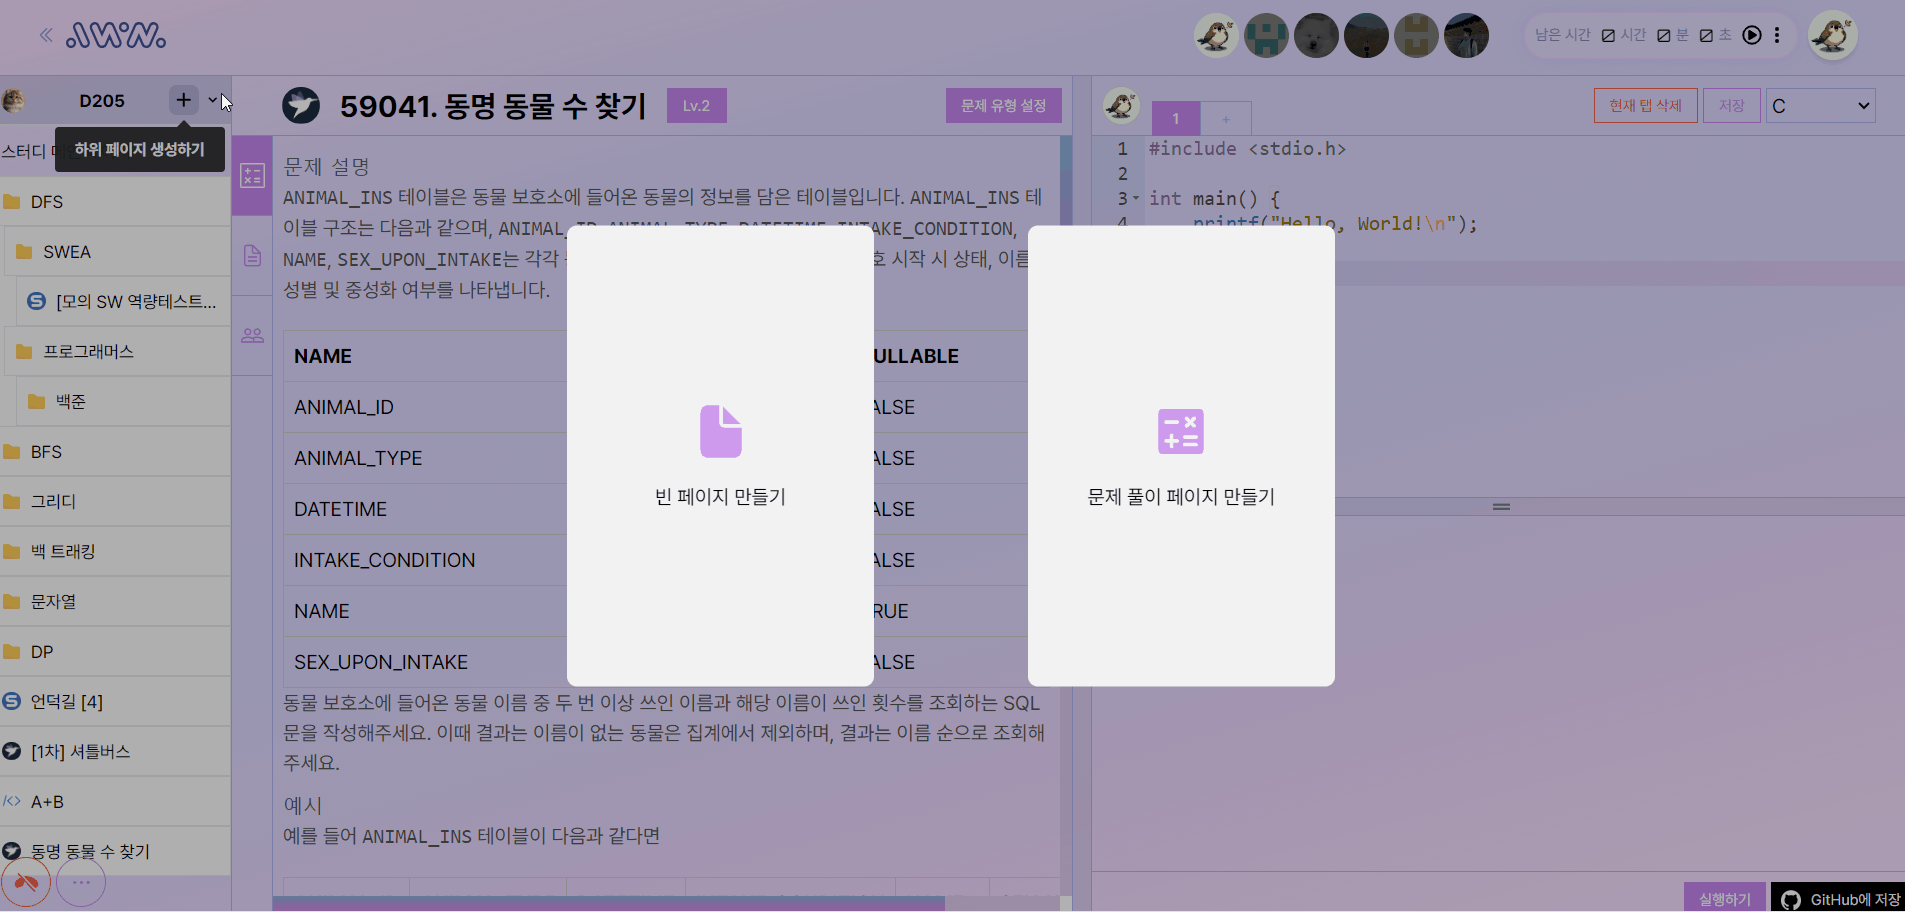 남은 시간 0 시간 0 분 0 초
D205
하위 페이지 생성하기
스터디
DFS
SWEA
[모의 SW 역량테스트...
프로그래머스
백준
BFS
그리디
백 트래킹
문자열
DP
언덕길 [4]
[1차] 셔틀버스
A+B
동명 동물 수 찾기
59041. 동명 동물 수 찾기
Lv.2
문제 유형 설정
문제 설명
ANIMAL_INS 테이블은 동물 보호소에 들어온 동물의 정보를 담은 테이블입니다. ANIMAL_INS 테
이블 구조는 다음과 같으며, ANIMAL_ID, ANIMAL_TYPE, DATETIME, INTAKE_CONDITION,
NAME, SEX_UPON_INTAKE는 각각 시작 시 상태, 이름
성별 및 중성화 여부를 나타냅니다.
NAME ULLABLE
ANIMAL_ID ALSE
ANIMAL_TYPE ALSE
DATETIME ALSE
INTAKE_CONDITION ALSE
NAME RUE
SEX_UPON_INTAKE ALSE
동물 보호소에 들어온 동물 이름 중 두 번 이상 쓰인 이름과 해당 이름이 쓰인 횟수를 조회하는 SQL
문을 작성해주세요. 이때 결과는 이름이 없는 동물은 집계에서 제외하며, 결과는 이름 순으로 조회해
주세요.
예시
예를 들어 ANIMAL_INS 테이블이 다음과 같다면
빈 페이지 만들기
문제 풀이 페이지 만들기
1
+
현재 탭 삭제
저장
C
1 #include <stdio.h>
2
3 int main() {
4 printf("Hello, World!\n");
실행하기
GitHub에 저장